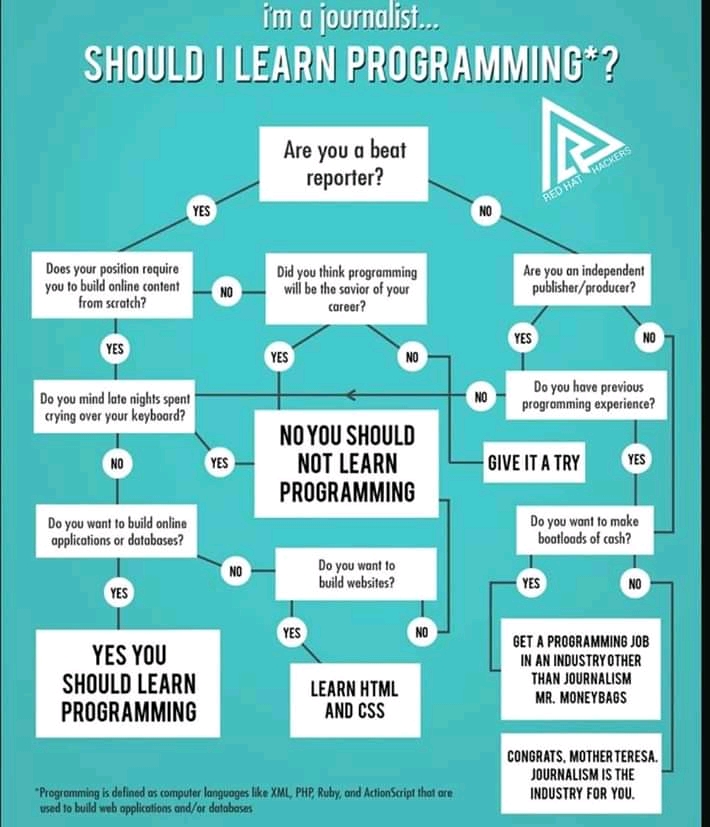 i'm a journalist...
SHOULD I LEARN PROGRAMMING*?
RED HAT HACKERS
Are you a beat
reporter?
YES
NO
Does your position require
you to build online content
from scratch?
NO
Did you think programming
will be the savior of your
career?
Are you an independent
publisher/producer?
YES
YES
NO
YES
NO
Do you mind late nights spent
crying over your keyboard?
NO
Do you have previous
programming experience?
NO
YES
NO YOU SHOULD
NOT LEARN
PROGRAMMING
GIVE IT A TRY
YES
Do you want to build online
applications or databases?
Do you want to make
boatloads of cash?
NO
Do you want to
build websites?
YES
YES
NO
YES
NO
YES YOU
SHOULD LEARN
PROGRAMMING
LEARN HTML
AND CSS
GET A PROGRAMMING JOB
IN AN INDUSTRY OTHER
THAN JOURNALISM
MR. MONEYBAGS
CONGRATS, MOTHER TERESA.
JOURNALISM IS THE
INDUSTRY FOR YOU.
*Programming is defined as computer languages like XML, PHP, Ruby, and ActionScript that are
used to build web applications and/or databases